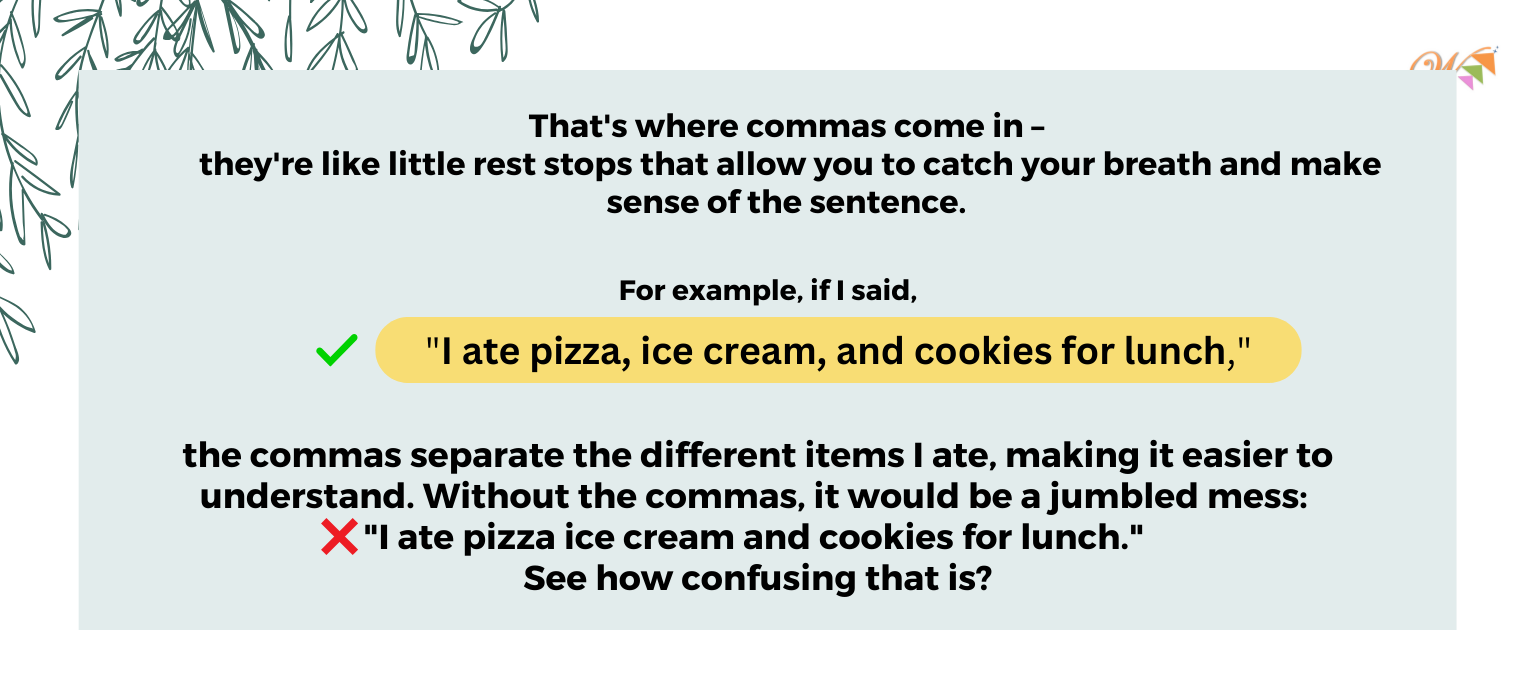 That's where commas come in –
they're like little rest stops that allow you to catch your breath and make
sense of the sentence.
For example, if I said,
"I ate pizza, ice cream, and cookies for lunch,"
the commas separate the different items I ate, making it easier to
understand. Without the commas, it would be a jumbled mess:
"I ate pizza ice cream and cookies for lunch."
See how confusing that is?